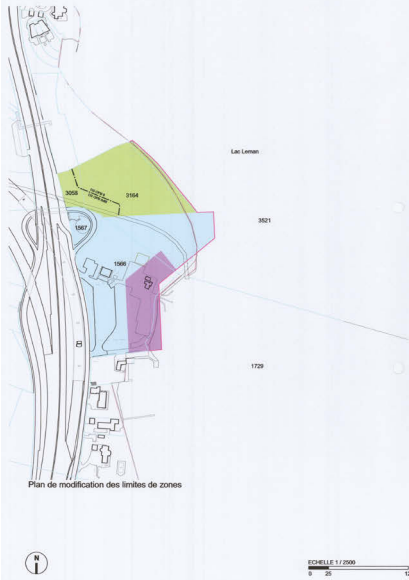 Lac Leman
3055
3164
3521
1567
1566
1729
Plan de modification des limites de zones
N
ECHELLE 1 / 2500
0 25